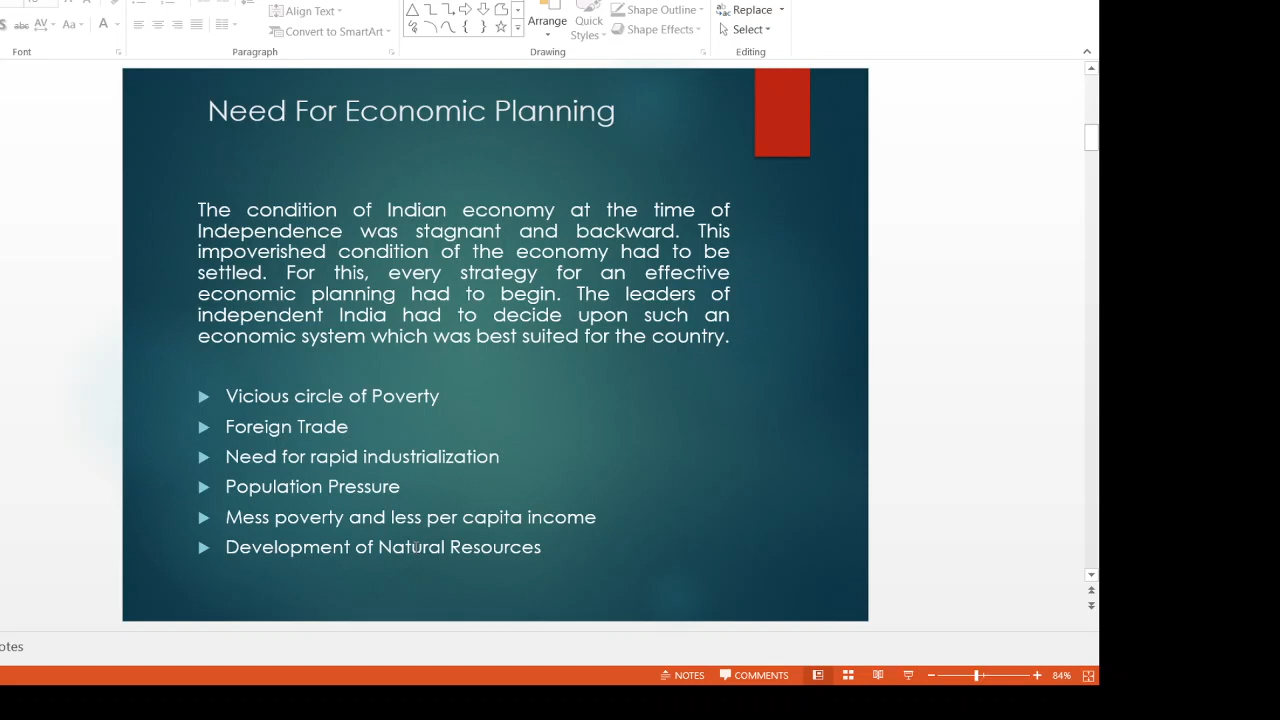 Align Text
Replace
Shape Outline
abc AV Aa A
Convert to SmartArt
Arrange Quick Styles
Shape Effects
Select
Font Paragraph Drawing Editing
Need For Economic Planning
The condition of Indian economy at the time of
Independence was stagnant and backward. This
impoverished condition of the economy had to be
settled. For this, every strategy for an effective
economic planning had to begin. The leaders of
independent India had to decide upon such an
economic system which was best suited for the country.
Vicious circle of Poverty
Foreign Trade
Need for rapid industrialization
Population Pressure
Mess poverty and less per capita income
Development of Natural Resources
otes
NOTES COMMENTS 84%